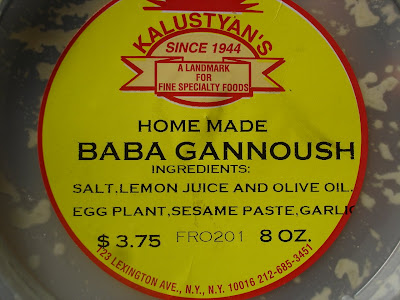 KALUSTYAN'S
SINCE 1944
A LANDMARK
FOR
FINE SPECIALTY FOODS
HOME MADE
BABA GANNOUSH
INGREDIENTS:
SALT,LEMON JUICE AND OLIVE OIL.
EGG PLANT,SESAME PASTE,GARLIC
$ 3.75 FRO201 8 OZ.
123 LEXINGTON AVE., N.Y., N.Y. 10016 212-685-3451